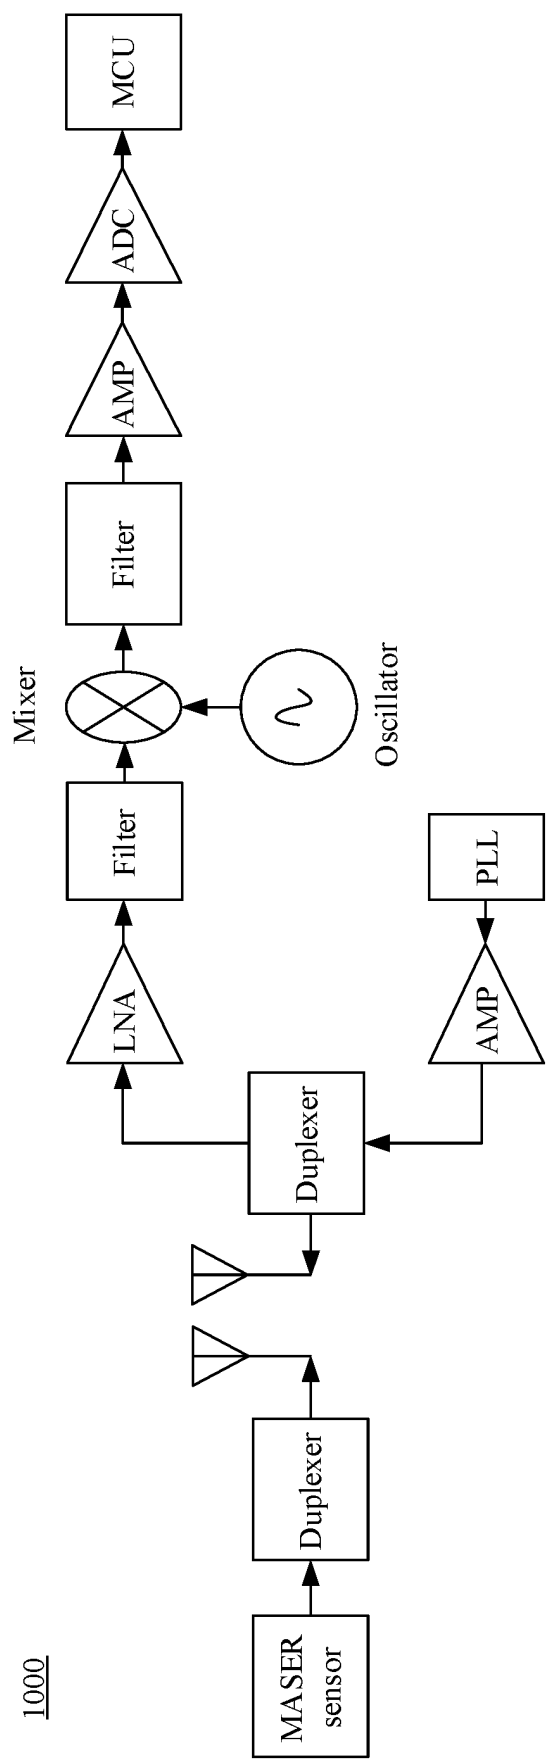 1000
MASER
sensor
Duplexer
Duplexer
LNA
Filter
Mixer
Filter
AMP
ADC
MCU
Oscillator
AMP
PLL